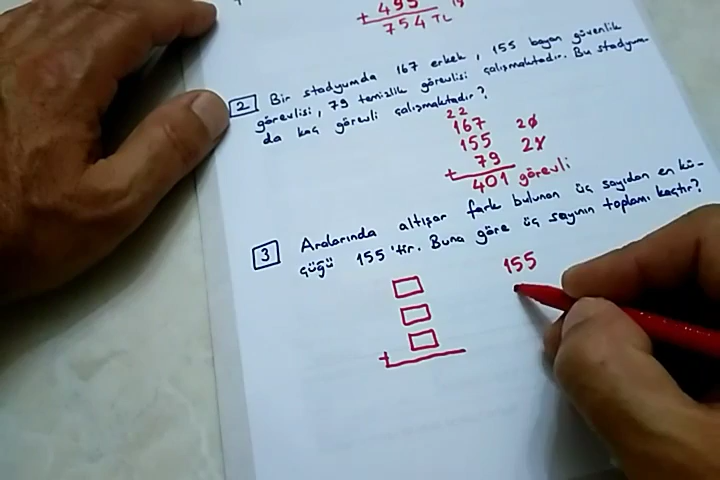 + 495
754 TL
2 Bir stadyumda 167 erkek, 155 bayan güvenlik
görevlisi, 79 temizlik görevlisi çalışmaktadır. Bu stadyum-
da kaç görevli çalışmaktadır?
22
167 20
155 21
+ 79
401 görevli
3 Aralarında altışar fark bulunan üç sayıdan en kü-
çüğü 155'tir. Buna göre üç sayının toplamı kaçtır?
155
+